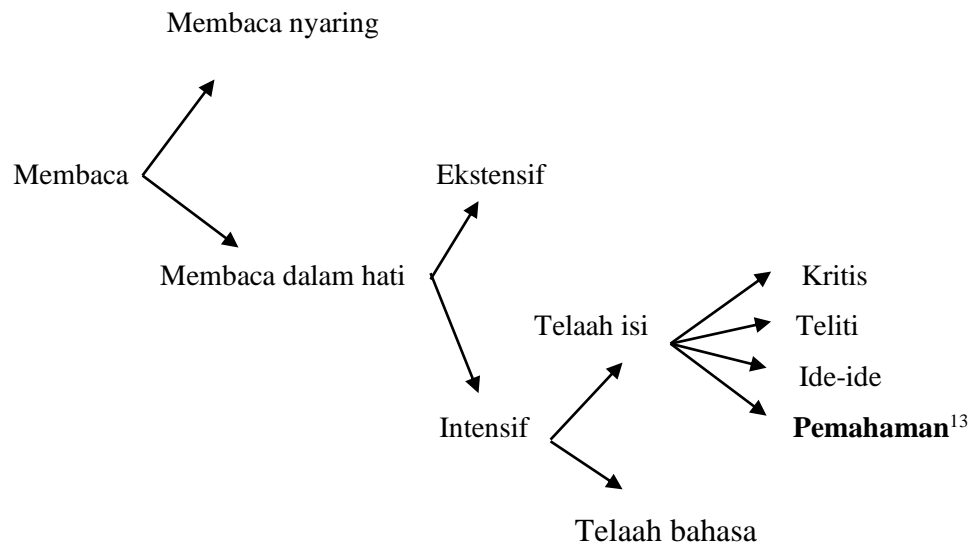 Membaca nyaring
Membaca
Ekstensif
Membaca dalam hati
Kritis
Telaah isi
Teliti
Ide-ide
Intensif
Pemahaman¹³
Telaah bahasa